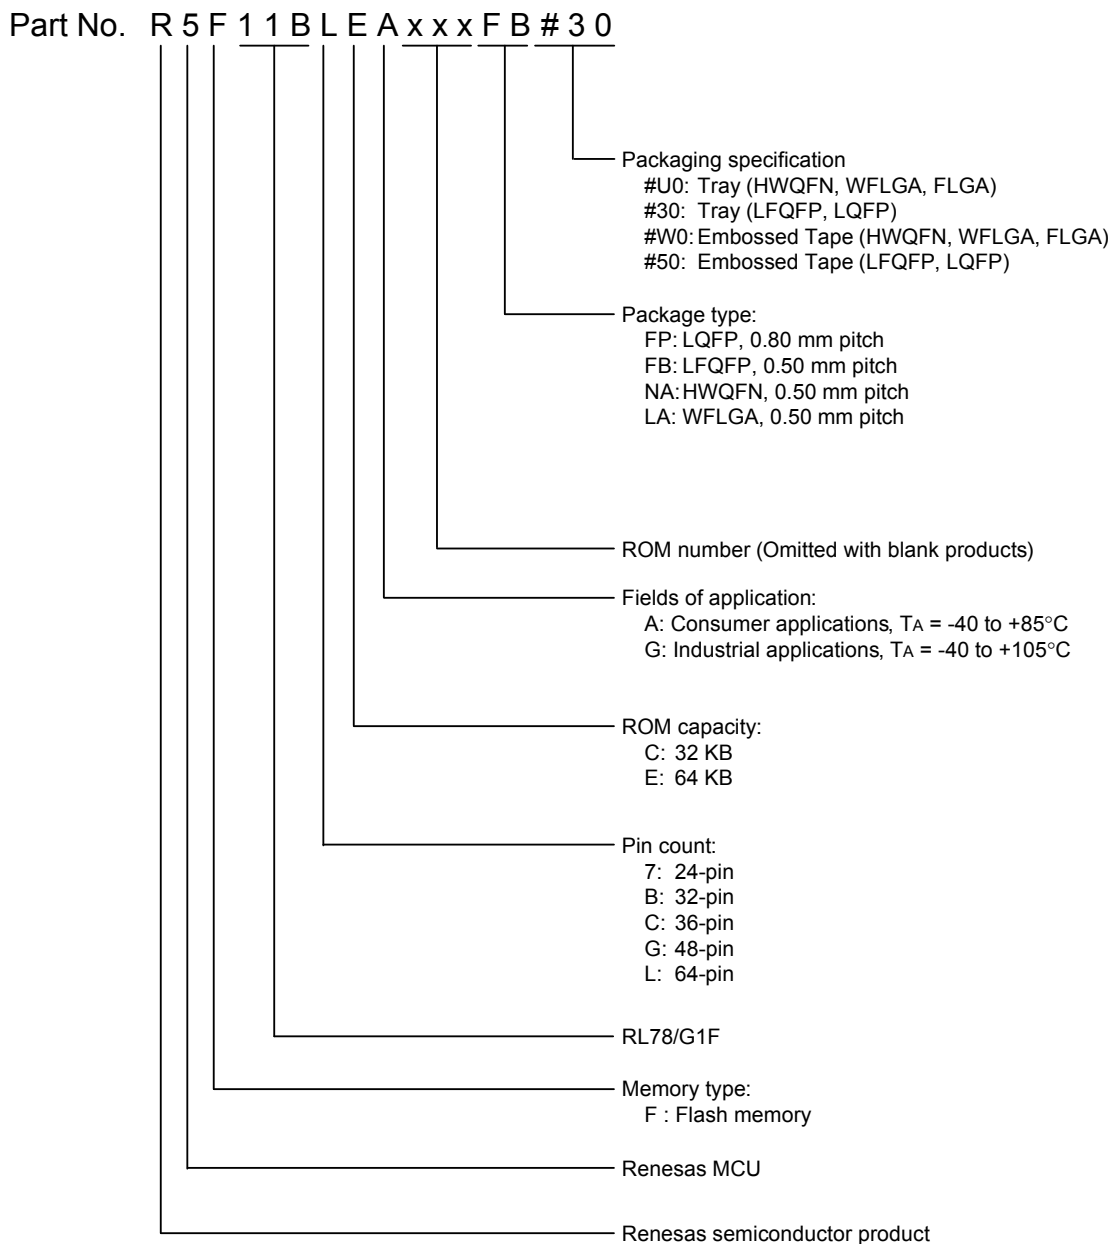 Part No. R 5 F 1 1 B L E A x x x F B # 3 0
Packaging specification
#U0: Tray (HWQFN, WFLGA, FLGA)
#30: Tray (LFQFP, LQFP)
#W0: Embossed Tape (HWQFN, WFLGA, FLGA)
#50: Embossed Tape (LFQFP, LQFP)
Package type:
FP: LQFP, 0.80 mm pitch
FB: LFQFP, 0.50 mm pitch
NA: HWQFN, 0.50 mm pitch
LA: WFLGA, 0.50 mm pitch
ROM number (Omitted with blank products)
Fields of application:
A: Consumer applications, TA = -40 to +85°C
G: Industrial applications, TA = -40 to +105°C
ROM capacity:
C: 32 KB
E: 64 KB
Pin count:
7: 24-pin
B: 32-pin
C: 36-pin
G: 48-pin
L: 64-pin
RL78/G1F
Memory type:
F : Flash memory
Renesas MCU
Renesas semiconductor product